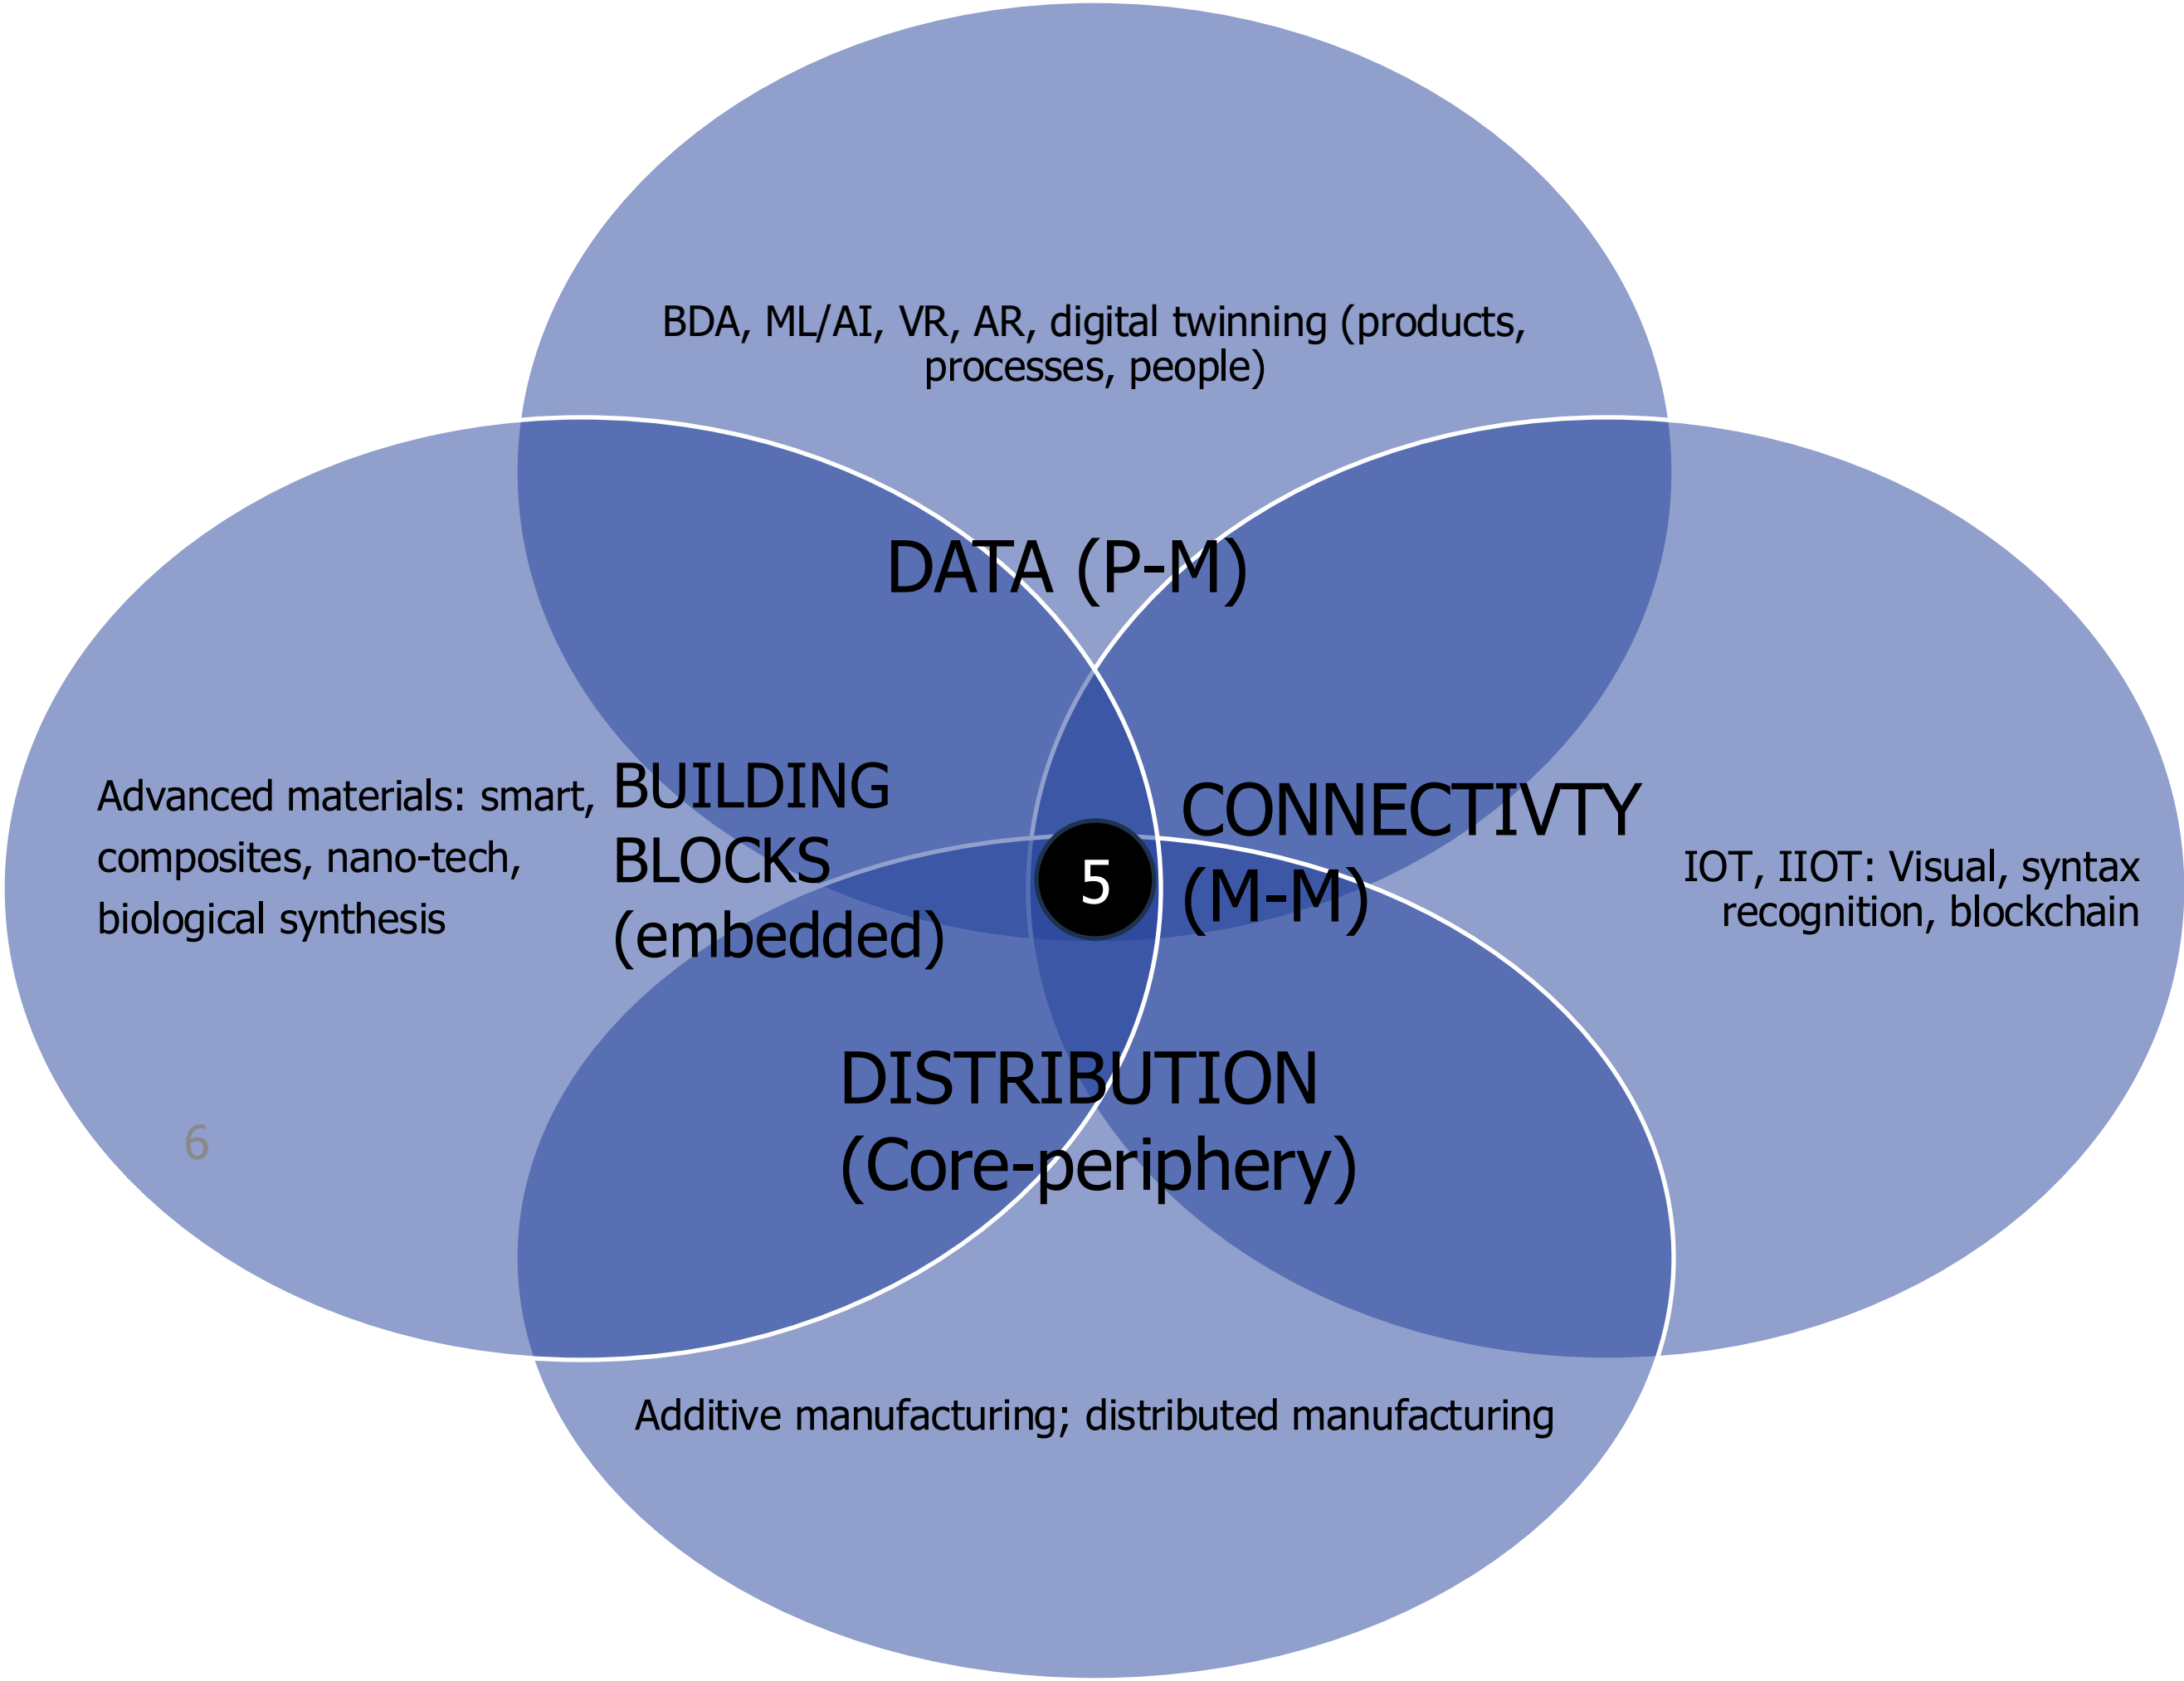 BDA, ML/AI, VR, AR, digital twinning (products,
processes, people)
DATA (P-M)
Advanced materials: smart,
composites, nano-tech,
biological synthesis
BUILDING
BLOCKS
(embedded)
5
CONNECTIVTY
(M-M)
IOT, IIOT: Visual, syntax
recognition, blockchain
DISTRIBUTION
(Core-periphery)
6
Additive manufacturing; distributed manufacturing